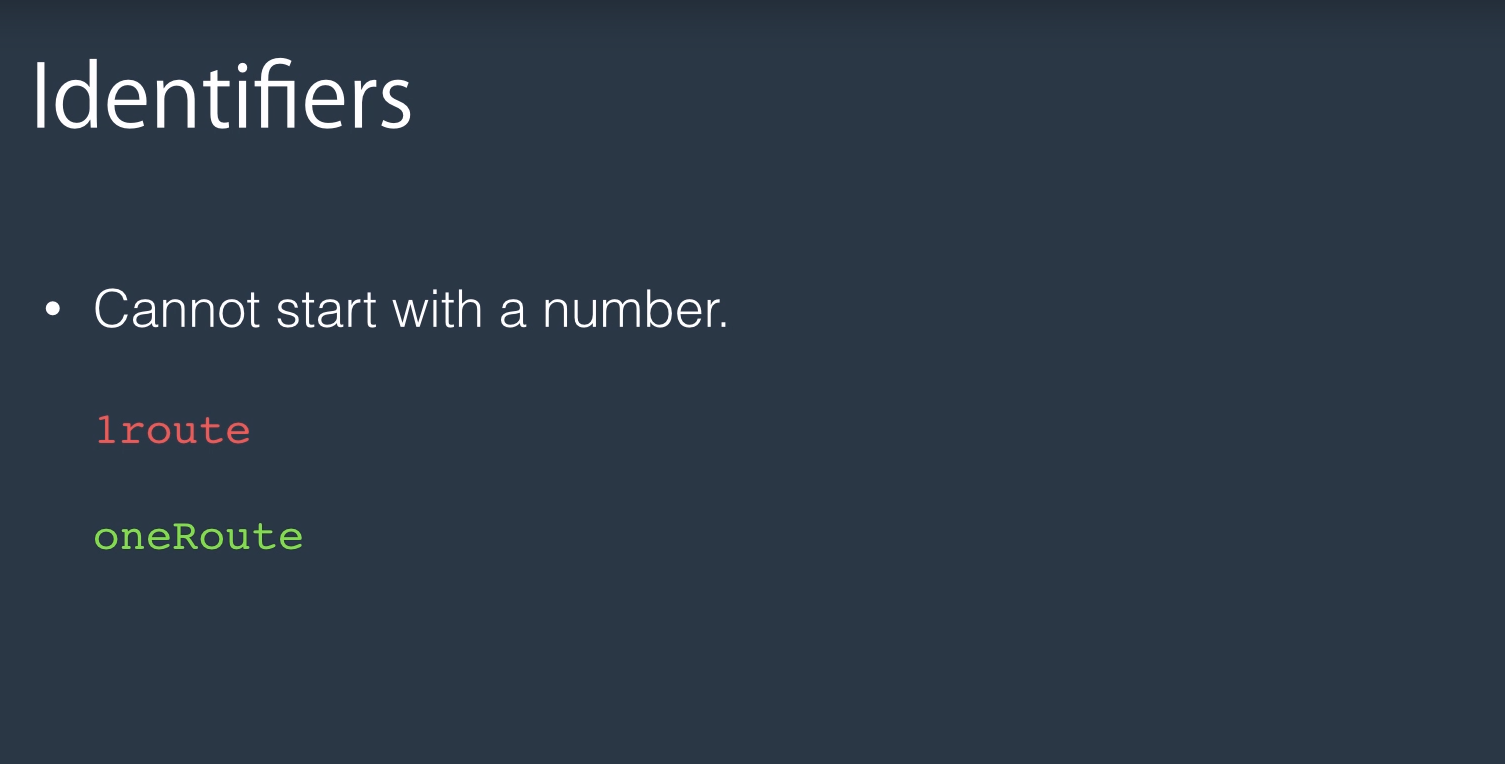 Identifiers
• Cannot start with a number.
1route
oneRoute